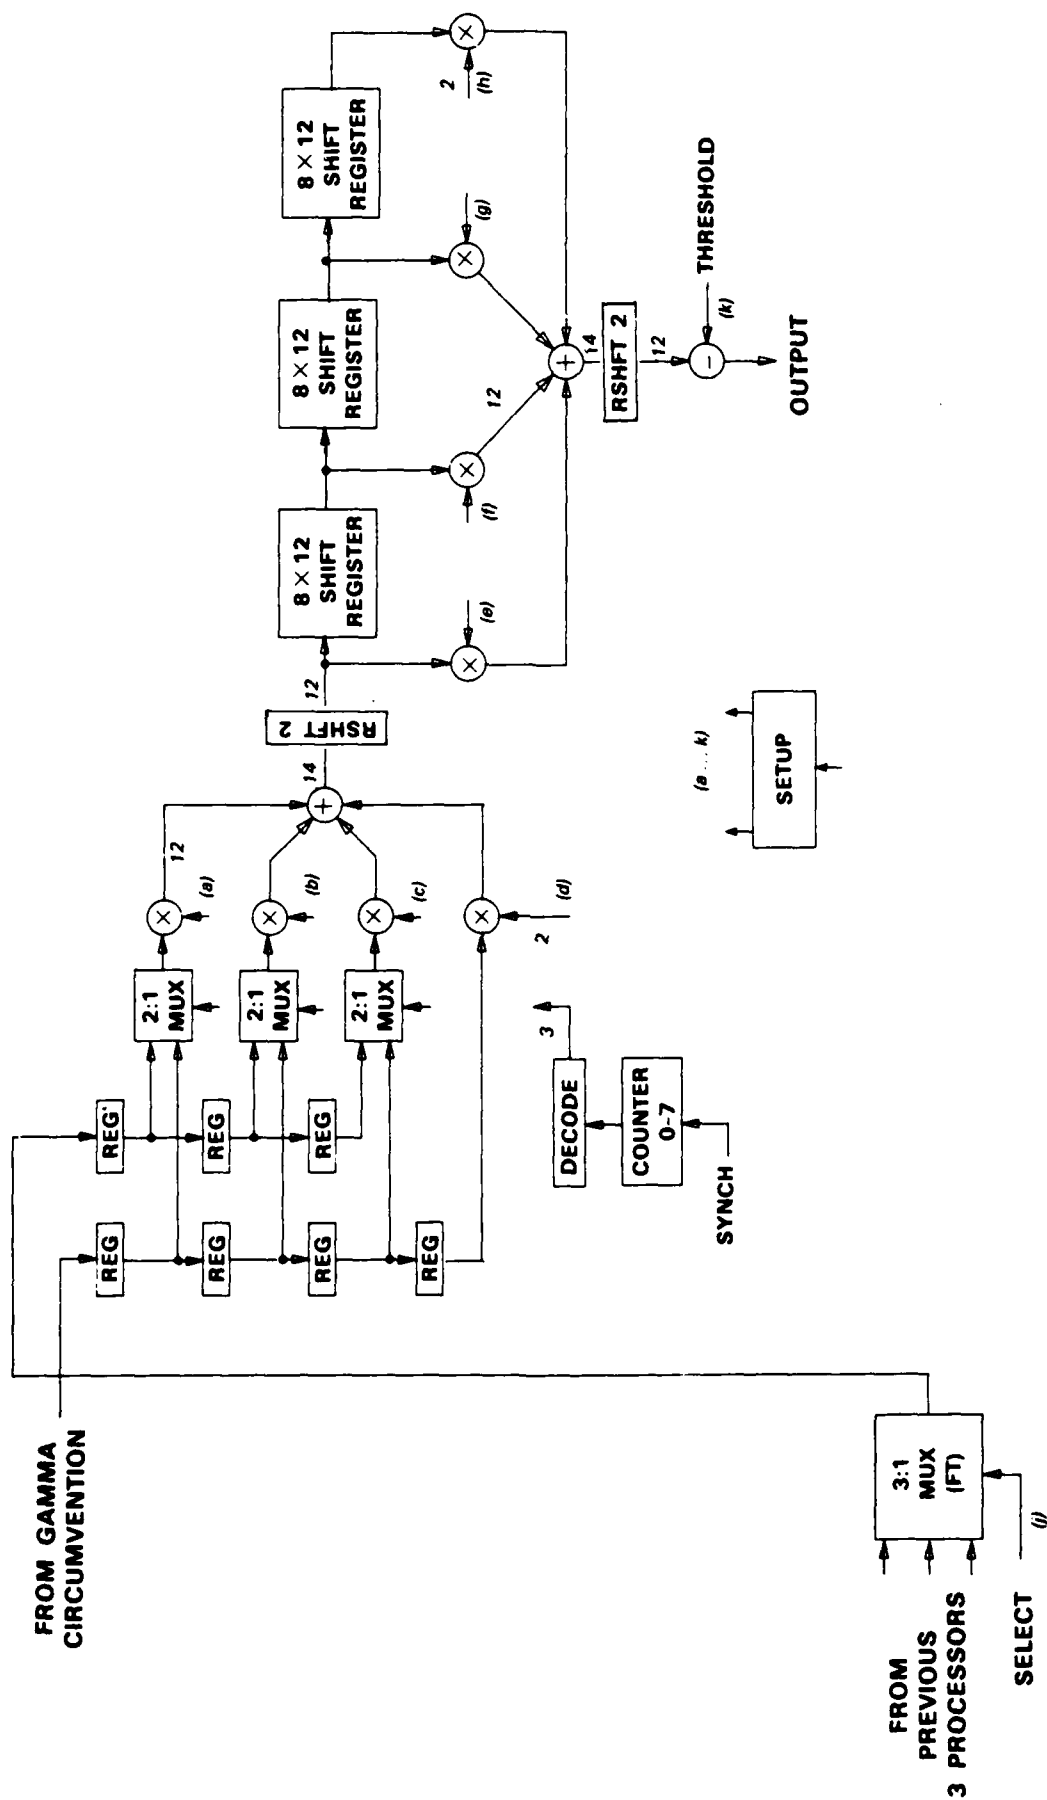 FROM GAMMA
CIRCUMVENTION
FROM
PREVIOUS
3 PROCESSORS
SELECT
(j)
3:1
MUX
(FT)
REG
REG
REG
REG
REG
REG
REG
2:1
MUX
2:1
MUX
2:1
MUX
×
(a)
12
×
(b)
×
(c)
×
2
(d)
SYNCH
COUNTER
0-7
DECODE
3
SETUP
(a ... k)
+
14
RSHFT 2
12
8 × 12
SHIFT
REGISTER
8 × 12
SHIFT
REGISTER
8 × 12
SHIFT
REGISTER
×
(e)
×
(f)
12
×
(g)
×
2
(h)
+
14
RSHFT 2
12
−
(k)
THRESHOLD
OUTPUT